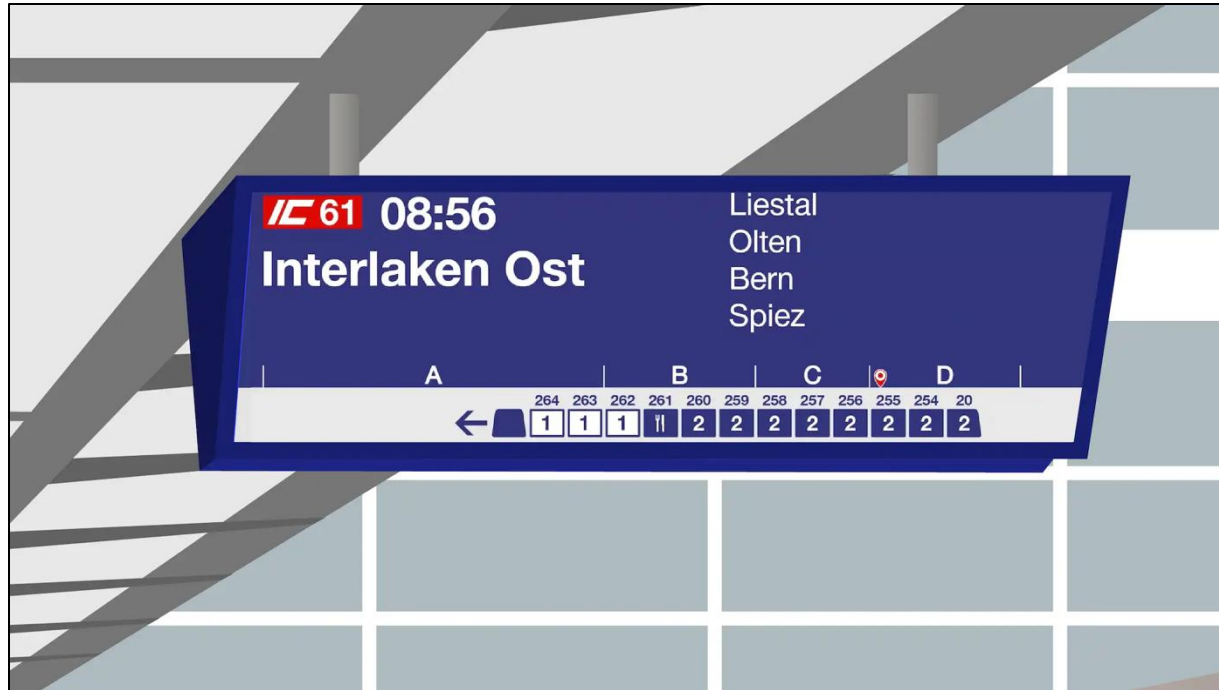 IC 61 08:56
Interlaken Ost
Liestal
Olten
Bern
Spiez
A B C D
264 263 262 261 260 259 258 257 256 255 254 20
1 1 1 2 2 2 2 2 2 2 2